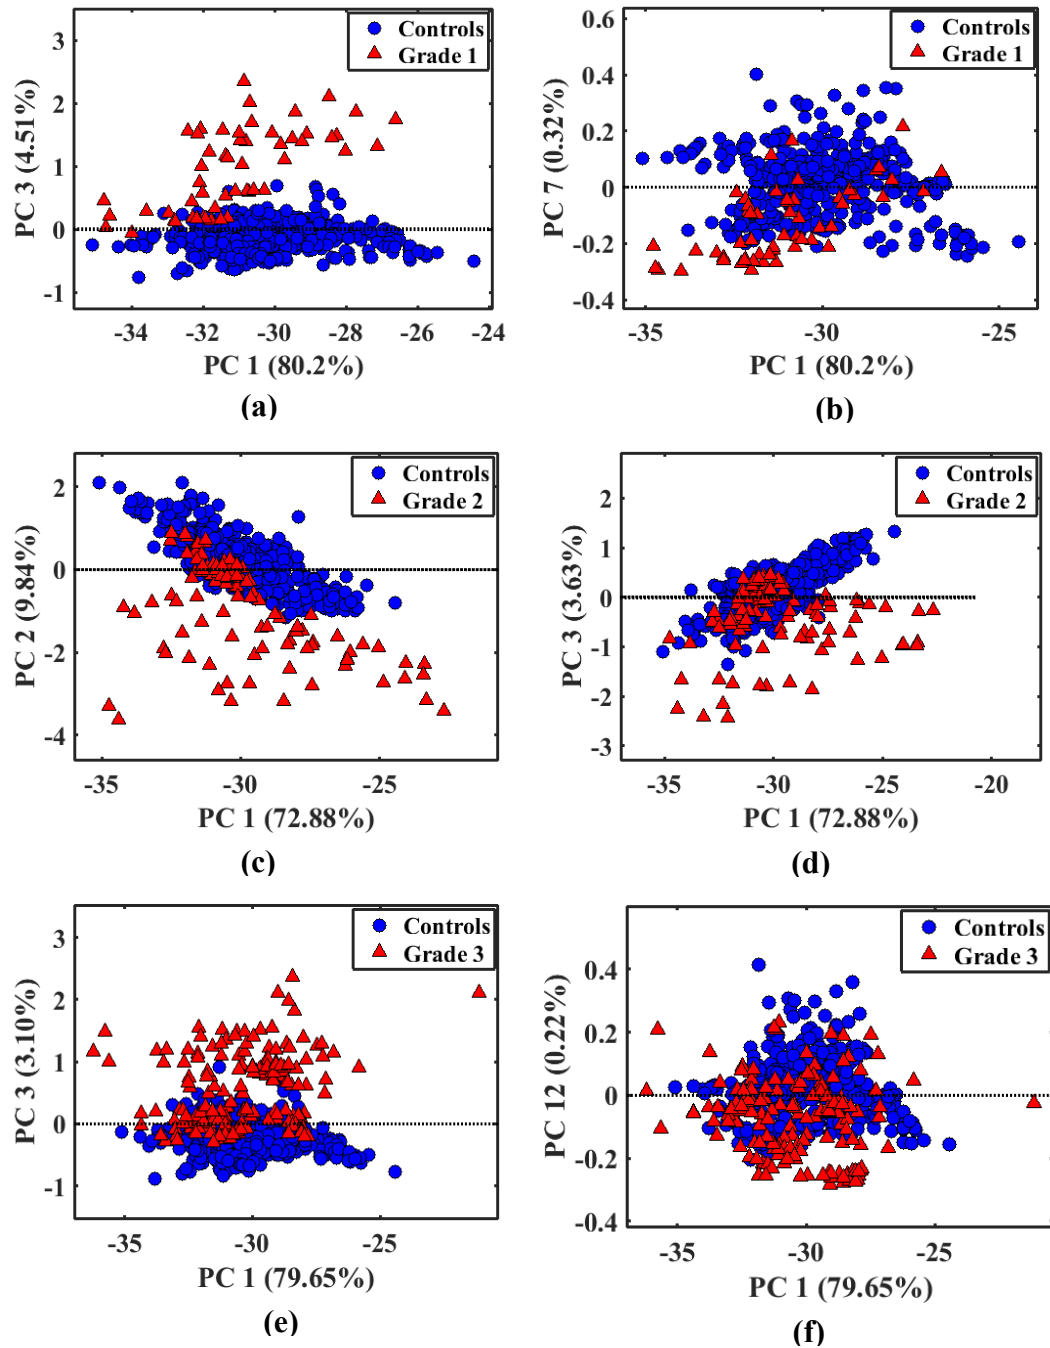 Controls
Grade 1
3
2
1
0
-1
PC 3 (4.51%)
-34
-32
-30
-28
-26
-24
PC 1 (80.2%)
(a)
Controls
Grade 1
0.6
0.4
0.2
0
-0.2
-0.4
PC 7 (0.32%)
-35
-30
-25
PC 1 (80.2%)
(b)
Controls
Grade 2
2
0
-2
-4
PC 2 (9.84%)
-35
-30
-25
PC 1 (72.88%)
(c)
Controls
Grade 2
2
1
0
-1
-2
-3
PC 3 (3.63%)
-35
-30
-25
-20
PC 1 (72.88%)
(d)
Controls
Grade 3
3
2
1
0
-1
PC 3 (3.10%)
-35
-30
-25
PC 1 (79.65%)
(e)
Controls
Grade 3
0.4
0.2
0
-0.2
-0.4
PC 12 (0.22%)
-35
-30
-25
PC 1 (79.65%)
(f)